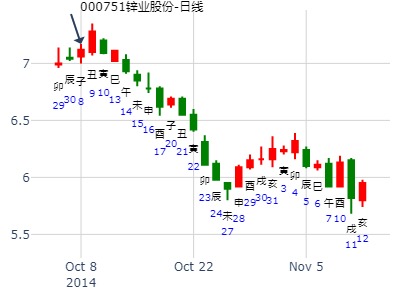 000751锌业股份-日线
7
6.5
6
5.5
卯 辰 子 丑 寅 巳 午 未 申 酉 子 丑 寅 卯 辰 未 申 酉 戌 亥 寅 卯 辰 巳 午 酉 戌 亥
29 30 8 9 10 13 14 15 16 17 20 21 22 23 24 27 28 29 30 31 3 4 5 6 7 10 11 12
Oct 8 Oct 22 Nov 5
2014